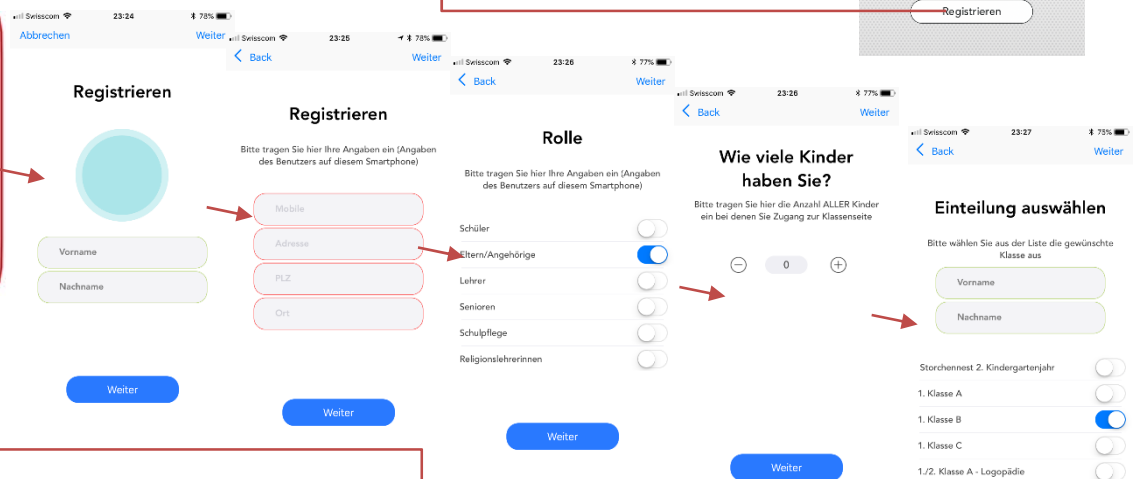 Registrieren
Swisscom 23:24 78%
Abbrechen Weiter
Registrieren
Vorname
Nachname
Weiter
Swisscom 23:25 78%
Back Weiter
Registrieren
Bitte tragen Sie hier Ihre Angaben ein (Angaben
des Benutzers auf diesem Smartphone)
Mobile
Adresse
PLZ
Ort
Weiter
Swisscom 23:26 77%
Back Weiter
Rolle
Bitte tragen Sie hier Ihre Angaben ein (Angaben
des Benutzers auf diesem Smartphone)
Schüler
Eltern/Angehörige
Lehrer
Senioren
Schulpflege
Religionslehrerinnen
Weiter
Swisscom 23:26 77%
Back Weiter
Wie viele Kinder
haben Sie?
Bitte tragen Sie hier die Anzahl ALLER Kinder
ein bei denen Sie Zugang zur Klassenseite
0
Weiter
Swisscom 23:27 75%
Back Weiter
Einteilung auswählen
Bitte wählen Sie aus der Liste die gewünschte
Klasse aus
Vorname
Nachname
Storchennest 2. Kindergartenjahr
1. Klasse A
1. Klasse B
1. Klasse C
1./2. Klasse A - Logopädie